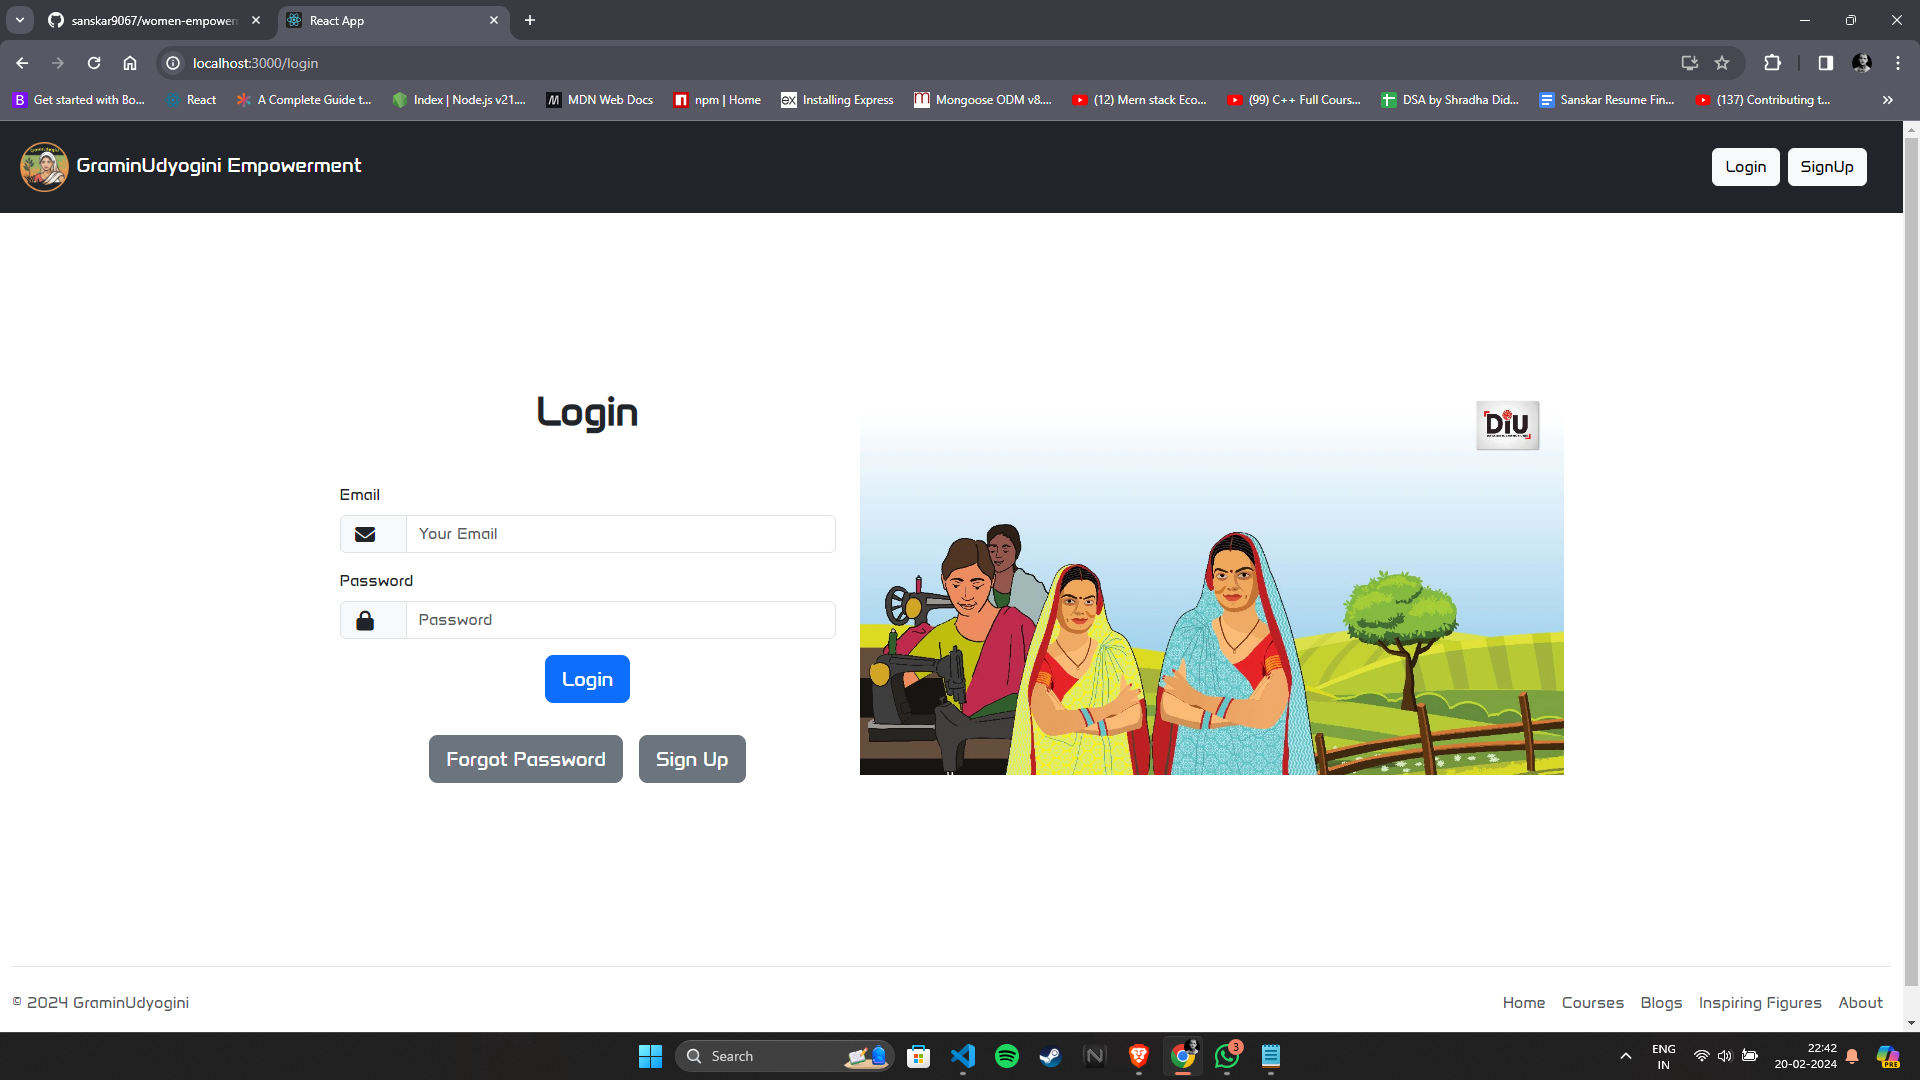 sanskar9067/women-empowerm
React App
localhost:3000/login
Get started with Bo...
React
A Complete Guide t...
Index | Node.js v21....
MDN Web Docs
npm | Home
Installing Express
Mongoose ODM v8....
(12) Mern stack Eco...
(99) C++ Full Cours...
DSA by Shradha Did...
Sanskar Resume Fin...
(137) Contributing t...
GraminUdyogini Empowerment
Login
SignUp
Login
DIU
Email
Your Email
Password
Password
Login
Forgot Password
Sign Up
© 2024 GraminUdyogini
Home
Courses
Blogs
Inspiring Figures
About
Search
3
ENG
IN
22:42
20-02-2024
PRE